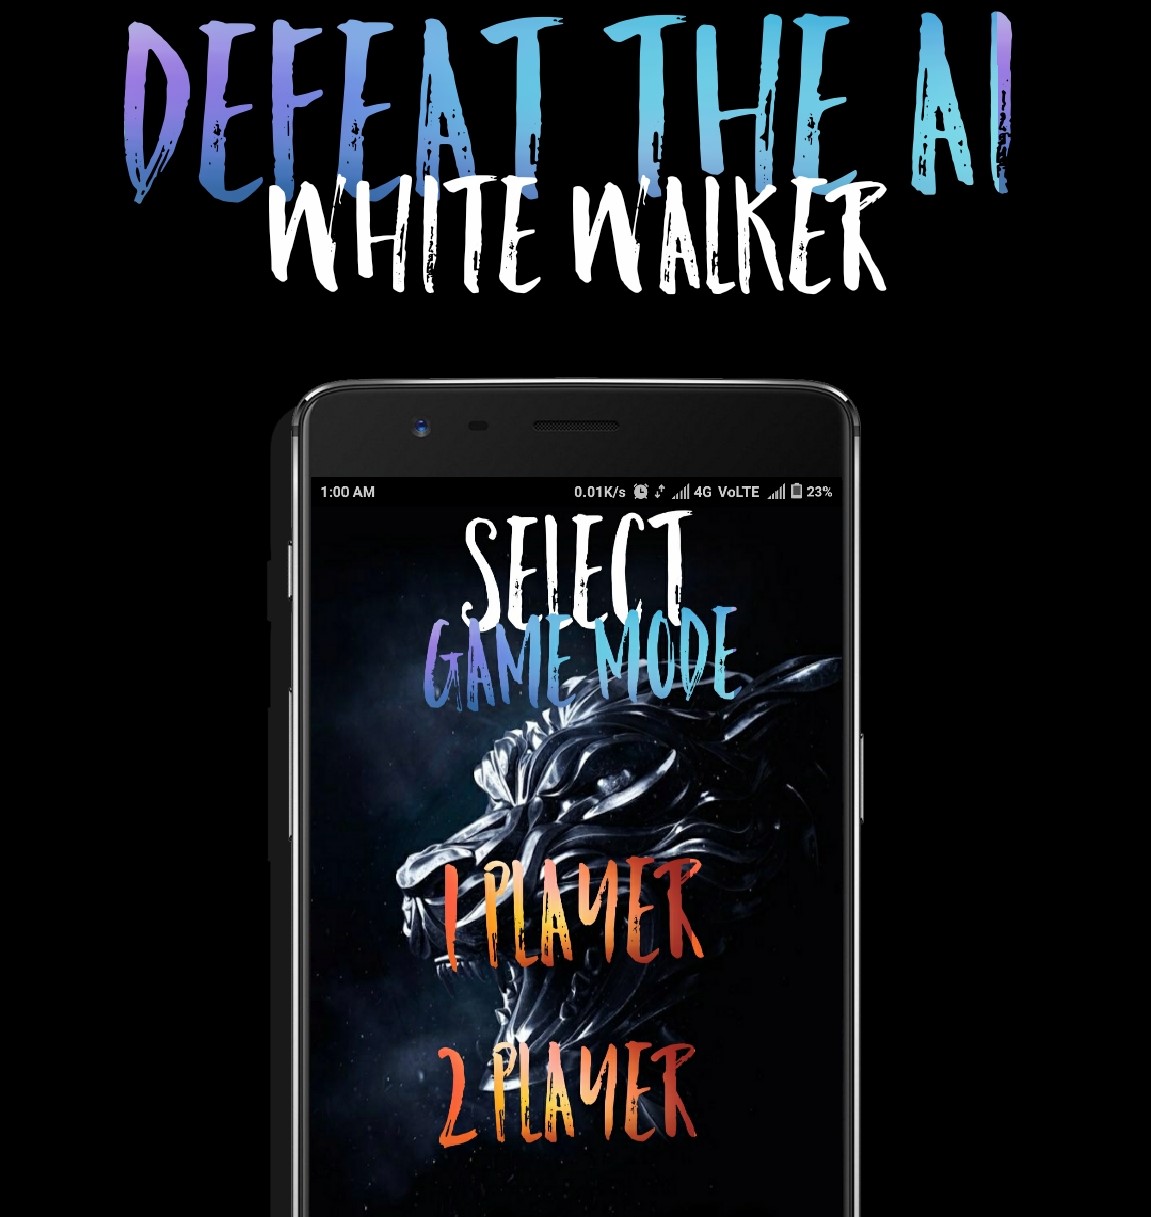 DEFEAT THE AI
WHITE WALKER
1:00 AM 0.01K/s 4G VoLTE 23%
SELECT
GAME MODE
1 PLAYER
2 PLAYER